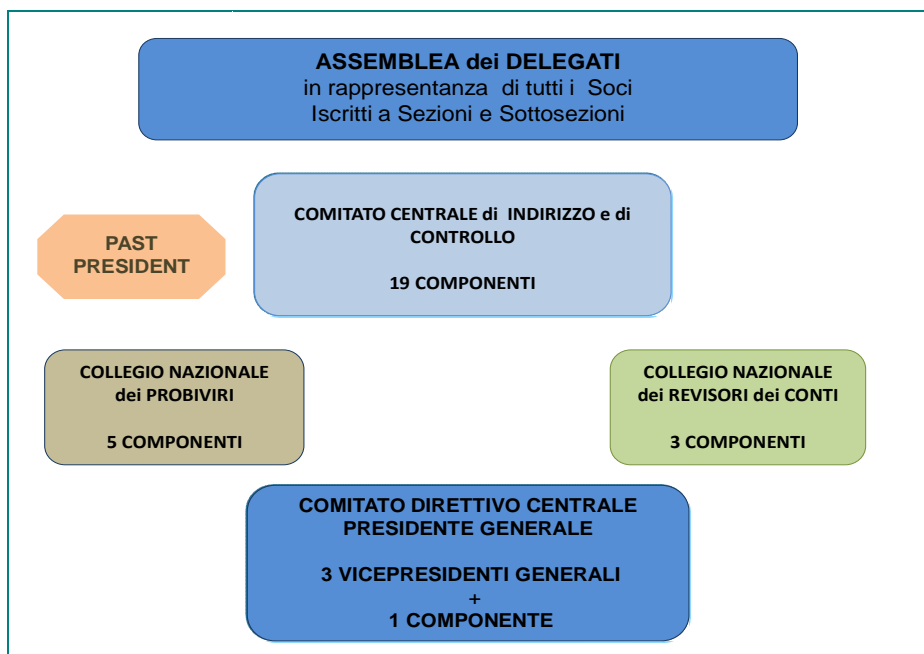 ASSEMBLEA dei DELEGATI
in rappresentanza di tutti i Soci
Iscritti a Sezioni e Sottosezioni
COMITATO CENTRALE di INDIRIZZO e di
CONTROLLO
19 COMPONENTI
PAST
PRESIDENT
COLLEGIO NAZIONALE
dei PROBIVIRI
5 COMPONENTI
COLLEGIO NAZIONALE
dei REVISORI dei CONTI
3 COMPONENTI
COMITATO DIRETTIVO CENTRALE
PRESIDENTE GENERALE
3 VICEPRESIDENTI GENERALI
+
1 COMPONENTE